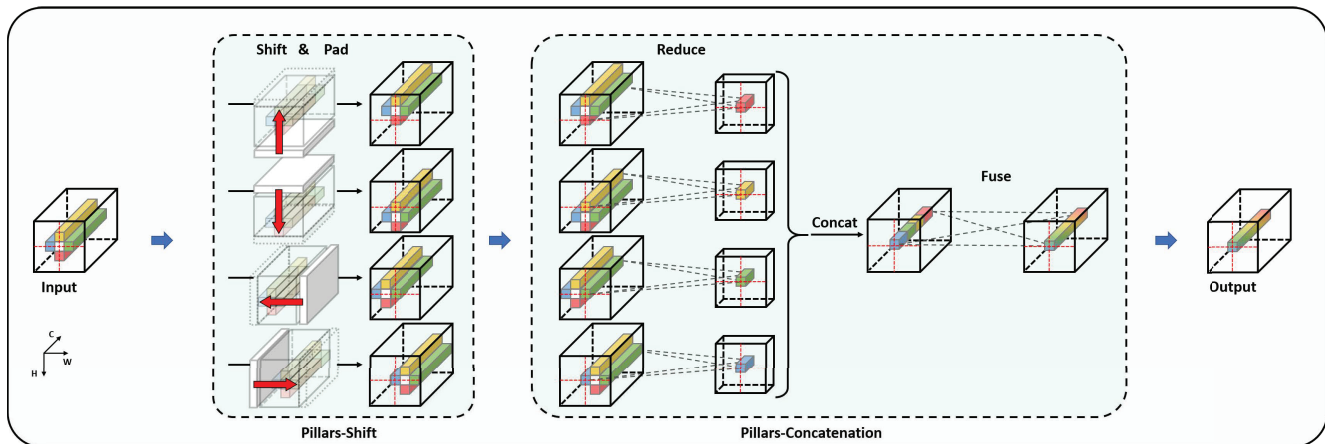 Shift & Pad
Reduce
Fuse
Concat
Input
Output
C
W
H
Pillars-Shift
Pillars-Concatenation